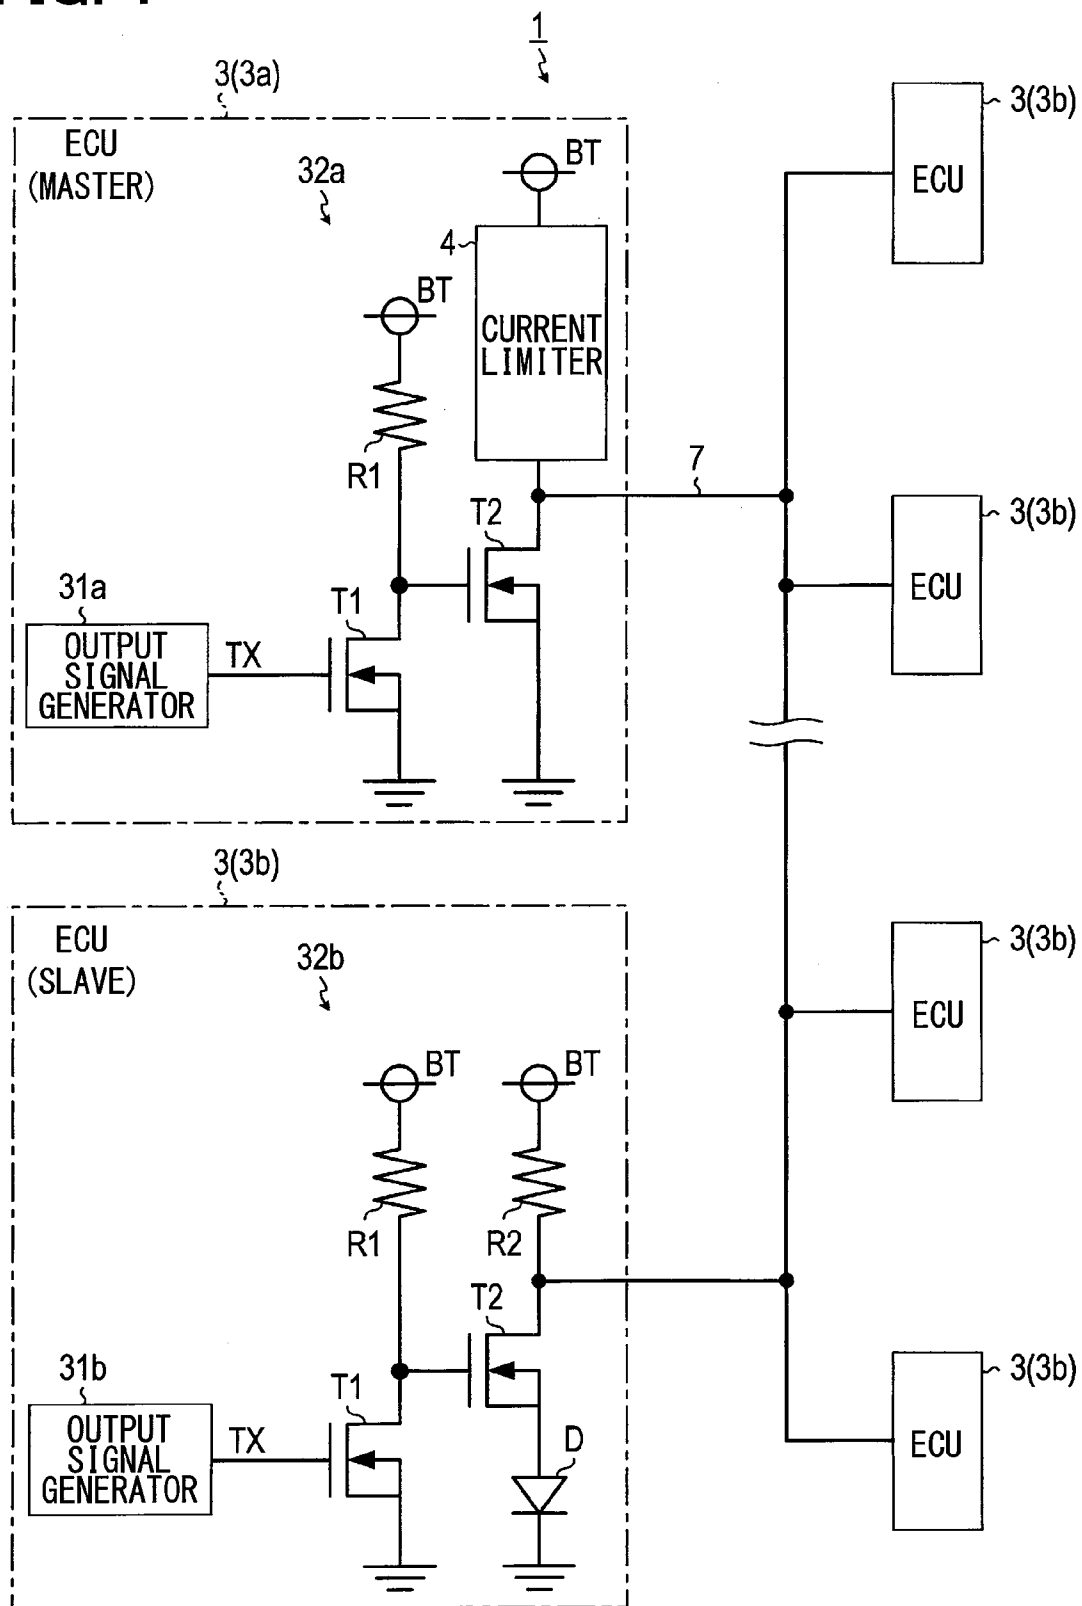 1
3(3a)
ECU
(MASTER)
32a
BT
4
CURRENT
LIMITER
BT
R1
7
T2
31a
OUTPUT
SIGNAL
GENERATOR
TX
T1
3(3b)
ECU
3(3b)
ECU
3(3b)
ECU
(SLAVE)
32b
BT
BT
R1
R2
T2
31b
OUTPUT
SIGNAL
GENERATOR
TX
T1
D
3(3b)
ECU
3(3b)
ECU